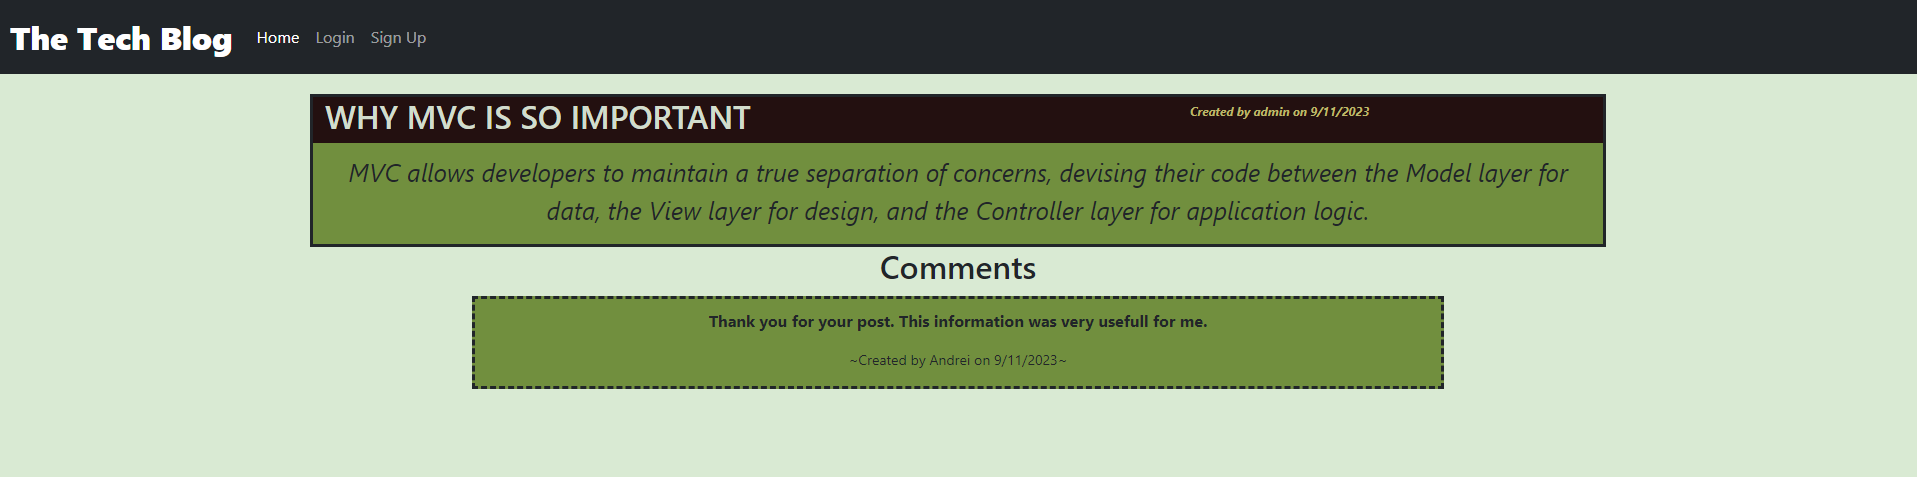 The Tech Blog Home Login Sign Up
WHY MVC IS SO IMPORTANT Created by admin on 9/11/2023
MVC allows developers to maintain a true separation of concerns, devising their code between the Model layer for
data, the View layer for design, and the Controller layer for application logic.
Comments
Thank you for your post. This information was very usefull for me.
~Created by Andrei on 9/11/2023~